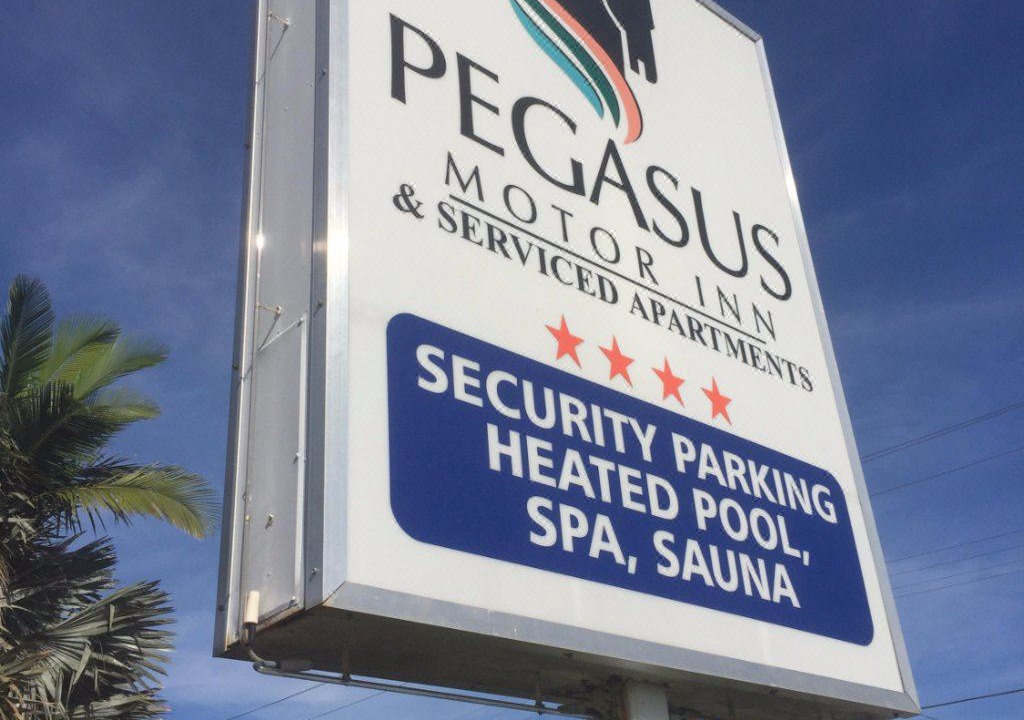 PEGASUS
MOTOR INN
& SERVICED APARTMENTS
SECURITY PARKING
HEATED POOL,
SPA, SAUNA